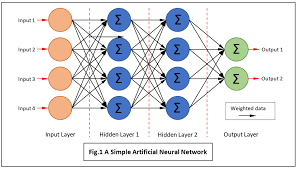 Input 1
Input 2
Input 3
Input 4
Σ Σ Σ
Σ Σ Σ
Σ Σ
Σ Σ
Output 1
Output 2
Weighted data
Input Layer Hidden Layer 1 Hidden Layer 2 Output Layer
Fig.1 A Simple Artificial Neural Network